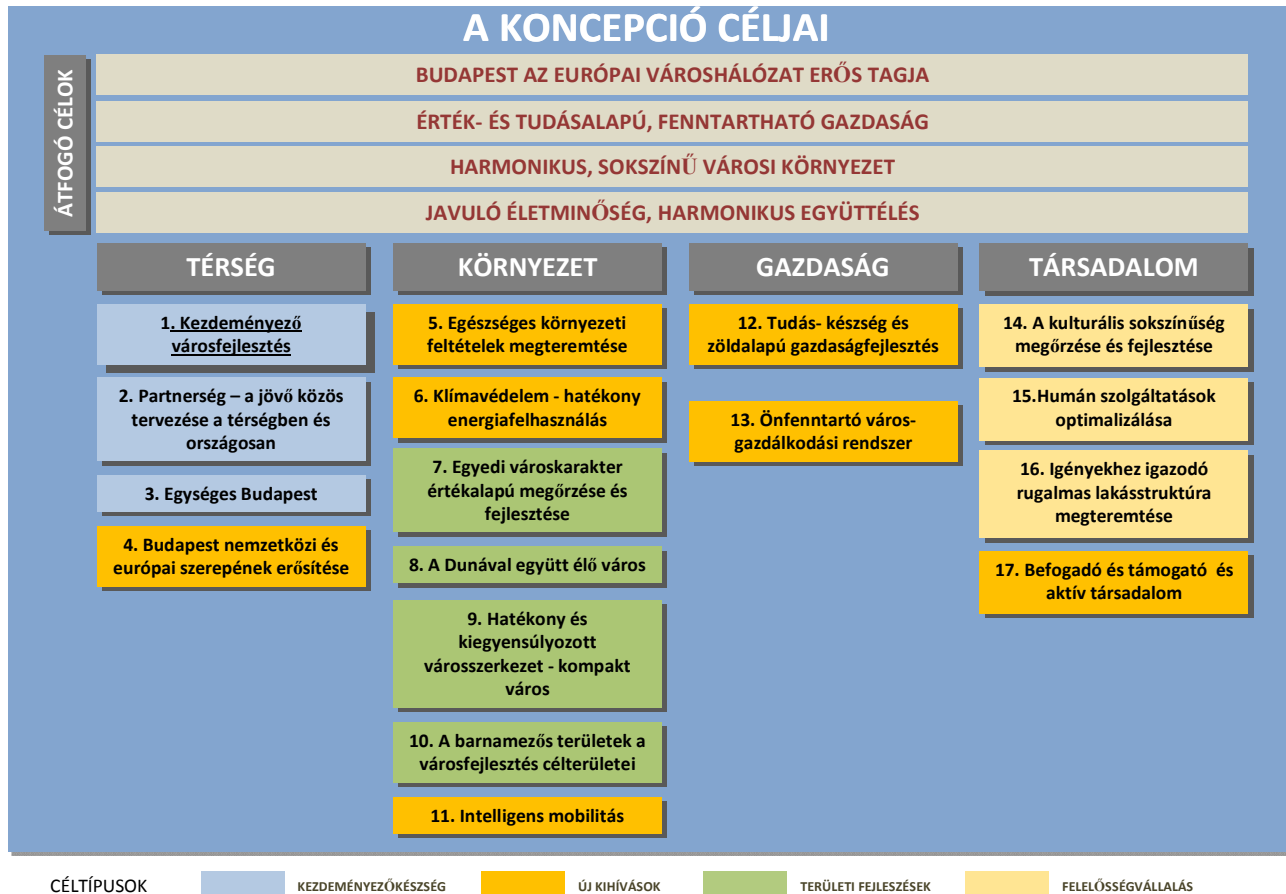 A KONCEPCIÓ CÉLJAI
ÁTFOGÓ CÉLOK
BUDAPEST AZ EURÓPAI VÁROSHÁLÓZAT ERŐS TAGJA
ÉRTÉK- ÉS TUDÁSALAPÚ, FENNTARTHATÓ GAZDASÁG
HARMONIKUS, SOKSZÍNŰ VÁROSI KÖRNYEZET
JAVULÓ ÉLETMINŐSÉG, HARMONIKUS EGYÜTTÉLÉS
TÉRSÉG
1. Kezdeményező
városfejlesztés
2. Partnerség – a jövő közös
tervezése a térségben és
országosan
3. Egységes Budapest
4. Budapest nemzetközi és
európai szerepének erősítése
KÖRNYEZET
5. Egészséges környezeti
feltételek megteremtése
6. Klímavédelem - hatékony
energiafelhasználás
7. Egyedi városkarakter
értékalapú megőrzése és
fejlesztése
8. A Dunával együtt élő város
9. Hatékony és
kiegyensúlyozott
városszerkezet - kompakt
város
10. A barnamezős területek a
városfejlesztés célterületei
11. Intelligens mobilitás
GAZDASÁG
12. Tudás- készség és
zöldalapú gazdaságfejlesztés
13. Önfenntartó város-
gazdálkodási rendszer
TÁRSADALOM
14. A kulturális sokszínűség
megőrzése és fejlesztése
15.Humán szolgáltatások
optimalizálása
16. Igényekhez igazodó
rugalmas lakásstruktúra
megteremtése
17. Befogadó és támogató és
aktív társadalom
CÉLTÍPUSOK
KEZDEMÉNYEZŐKÉSZSÉG
ÚJ KIHÍVÁSOK
TERÜLETI FEJLESZÉSEK
FELELŐSSÉGVÁLLALÁS